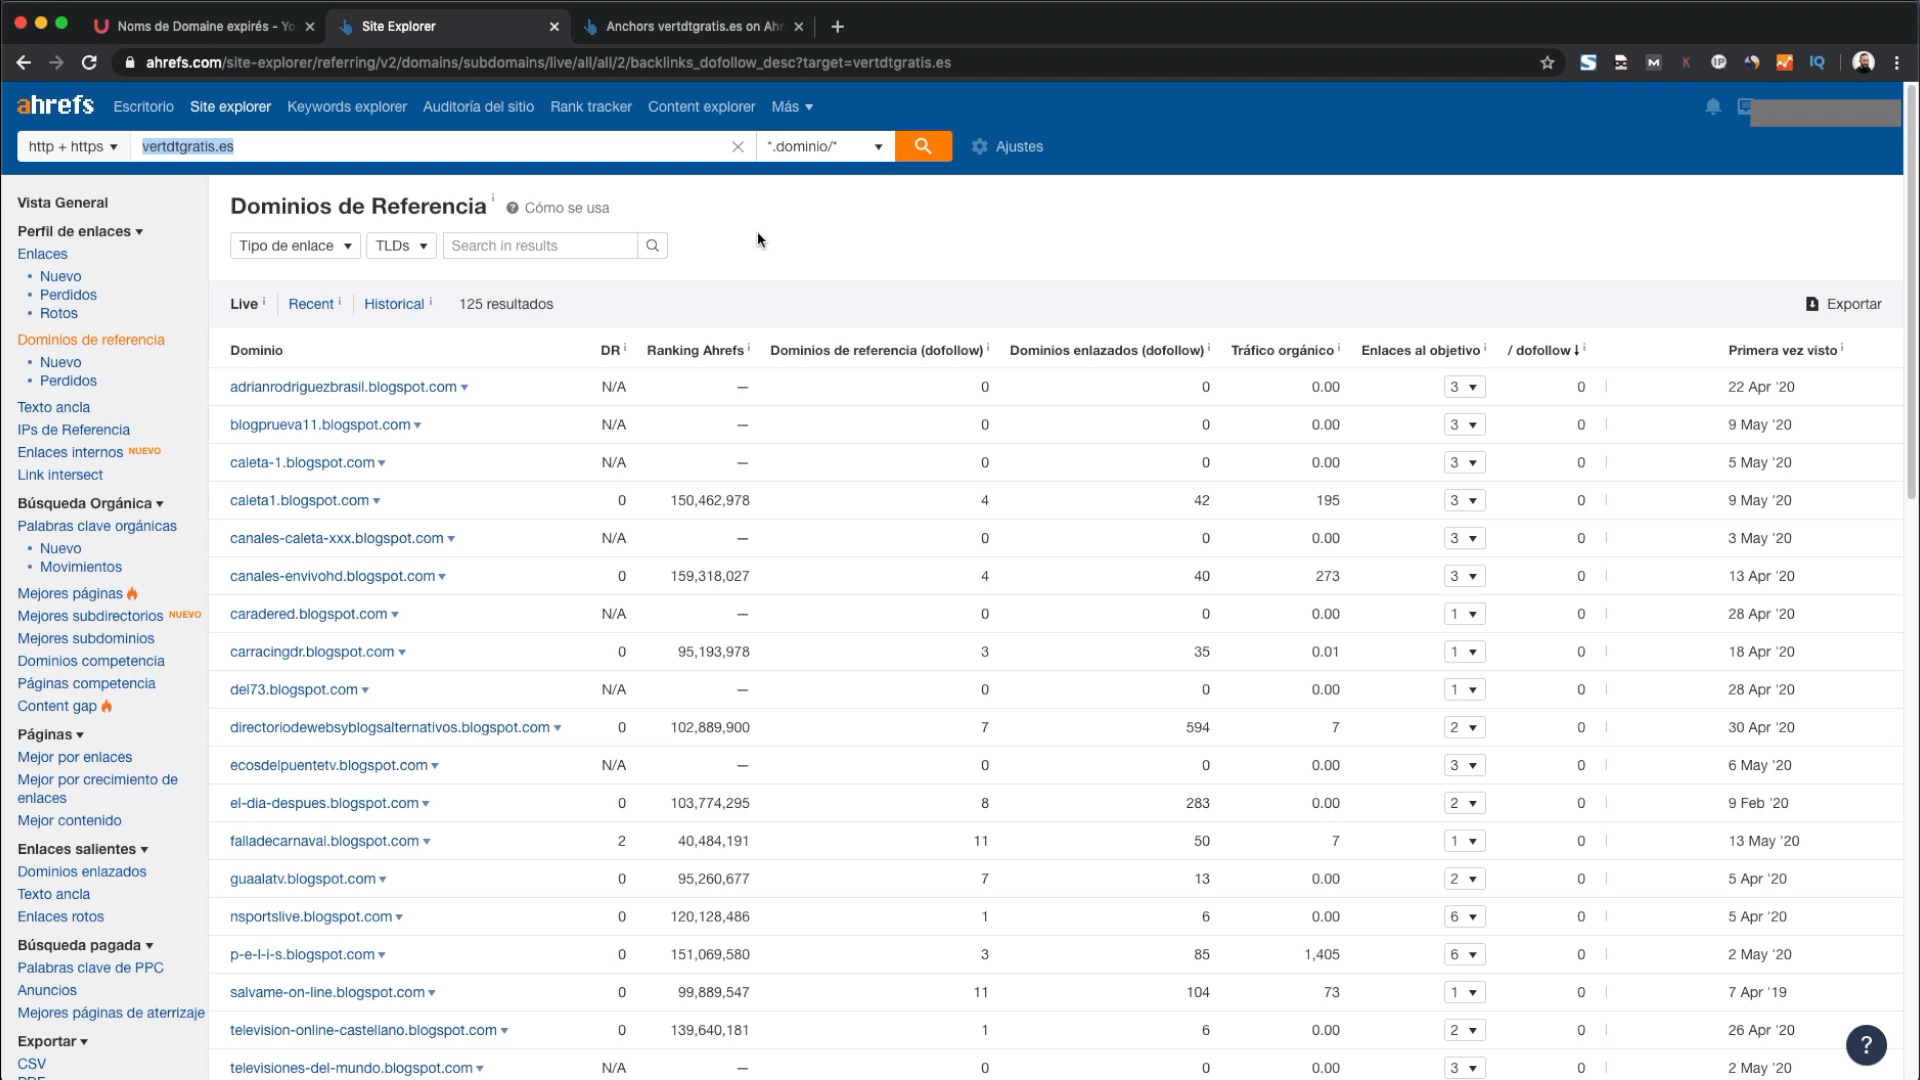 Noms de Domaine expirés - Yo
Site Explorer
Anchors vertdtgratis.es on Ahr
ahrefs.com/site-explorer/referring/v2/domains/subdomains/live/all/all/2/backlinks_dofollow_desc?target=vertdtgratis.es
ahrefs Escritorio Site explorer Keywords explorer Auditoría del sitio Rank tracker Content explorer Más
http + https vertdtgratis.es *.dominio/* Ajustes
Vista General
Perfil de enlaces
Enlaces
• Nuevo
• Perdidos
• Rotos
Dominios de referencia
• Nuevo
• Perdidos
Texto ancla
IPs de Referencia
Enlaces internos NUEVO
Link intersect
Búsqueda Orgánica
Palabras clave orgánicas
• Nuevo
• Movimientos
Mejores páginas
Mejores subdirectorios NUEVO
Mejores subdominios
Dominios competencia
Páginas competencia
Content gap
Páginas
Mejor por enlaces
Mejor por crecimiento de
enlaces
Mejor contenido
Enlaces salientes
Dominios enlazados
Texto ancla
Enlaces rotos
Búsqueda pagada
Palabras clave de PPC
Anuncios
Mejores páginas de aterrizaje
Exportar
CSV
PDF
Dominios de Referencia i ? Cómo se usa
Tipo de enlace TLDs Search in results
Live i Recent i Historical i 125 resultados Exportar
Dominio DR i Ranking Ahrefs i Dominios de referencia (dofollow) i Dominios enlazados (dofollow) i Tráfico orgánico i Enlaces al objetivo i / dofollow ↓ i Primera vez visto i
adrianrodriguezbrasil.blogspot.com N/A — 0 0 0.00 3 0 22 Apr '20
blogprueva11.blogspot.com N/A — 0 0 0.00 3 0 9 May '20
caleta-1.blogspot.com N/A — 0 0 0.00 3 0 5 May '20
caleta1.blogspot.com 0 150,462,978 4 42 195 3 0 9 May '20
canales-caleta-xxx.blogspot.com N/A — 0 0 0.00 3 0 3 May '20
canales-envivohd.blogspot.com 0 159,318,027 4 40 273 3 0 13 Apr '20
caradered.blogspot.com N/A — 0 0 0.00 1 0 28 Apr '20
carracingdr.blogspot.com 0 95,193,978 3 35 0.01 1 0 18 Apr '20
del73.blogspot.com N/A — 0 0 0.00 1 0 28 Apr '20
directoriodewebsyblogsalternativos.blogspot.com 0 102,889,900 7 594 7 2 0 30 Apr '20
ecosdelpuentetv.blogspot.com N/A — 0 0 0.00 3 0 6 May '20
el-dia-despues.blogspot.com 0 103,774,295 8 283 0.00 2 0 9 Feb '20
falladecarnaval.blogspot.com 2 40,484,191 11 50 7 1 0 13 May '20
guaalatv.blogspot.com 0 95,260,677 7 13 0.00 2 0 5 Apr '20
nsportslive.blogspot.com 0 120,128,486 1 6 0.00 6 0 5 Apr '20
p-e-l-i-s.blogspot.com 0 151,069,580 3 85 1,405 6 0 2 May '20
salvame-on-line.blogspot.com 0 99,889,547 11 104 73 1 0 7 Apr '19
television-online-castellano.blogspot.com 0 139,640,181 1 6 0.00 2 0 26 Apr '20
televisiones-del-mundo.blogspot.com N/A — 0 0 0.00 3 0 2 May '20
?